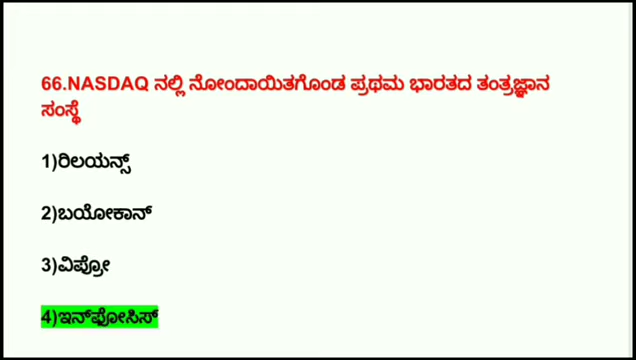 66.NASDAQ ನಲ್ಲಿ ನೋಂದಾಯಿತಗೊಂಡ ಪ್ರಥಮ ಭಾರತದ ತಂತ್ರಜ್ಞಾನ
ಸಂಸ್ಥೆ
1)ರಿಲಯನ್ಸ್
2)ಬಯೋಕಾನ್
3)ವಿಪ್ರೋ
4)ಇನ್‌ಫೋಸಿಸ್